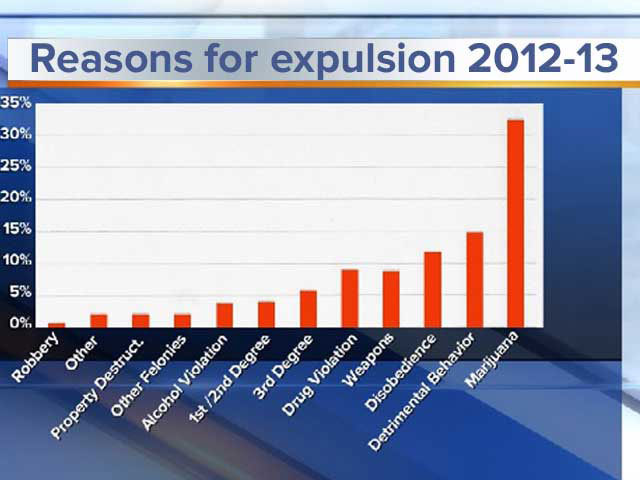 Reasons for expulsion 2012-13
35%
30%
25%
20%
15%
10%
5%
0%
Robbery
Other
Property Destruct.
Other Felonies
Alcohol Violation
1st /2nd Degree
3rd Degree
Drug Violation
Weapons
Disobedience
Detrimental Behavior
Marijuana